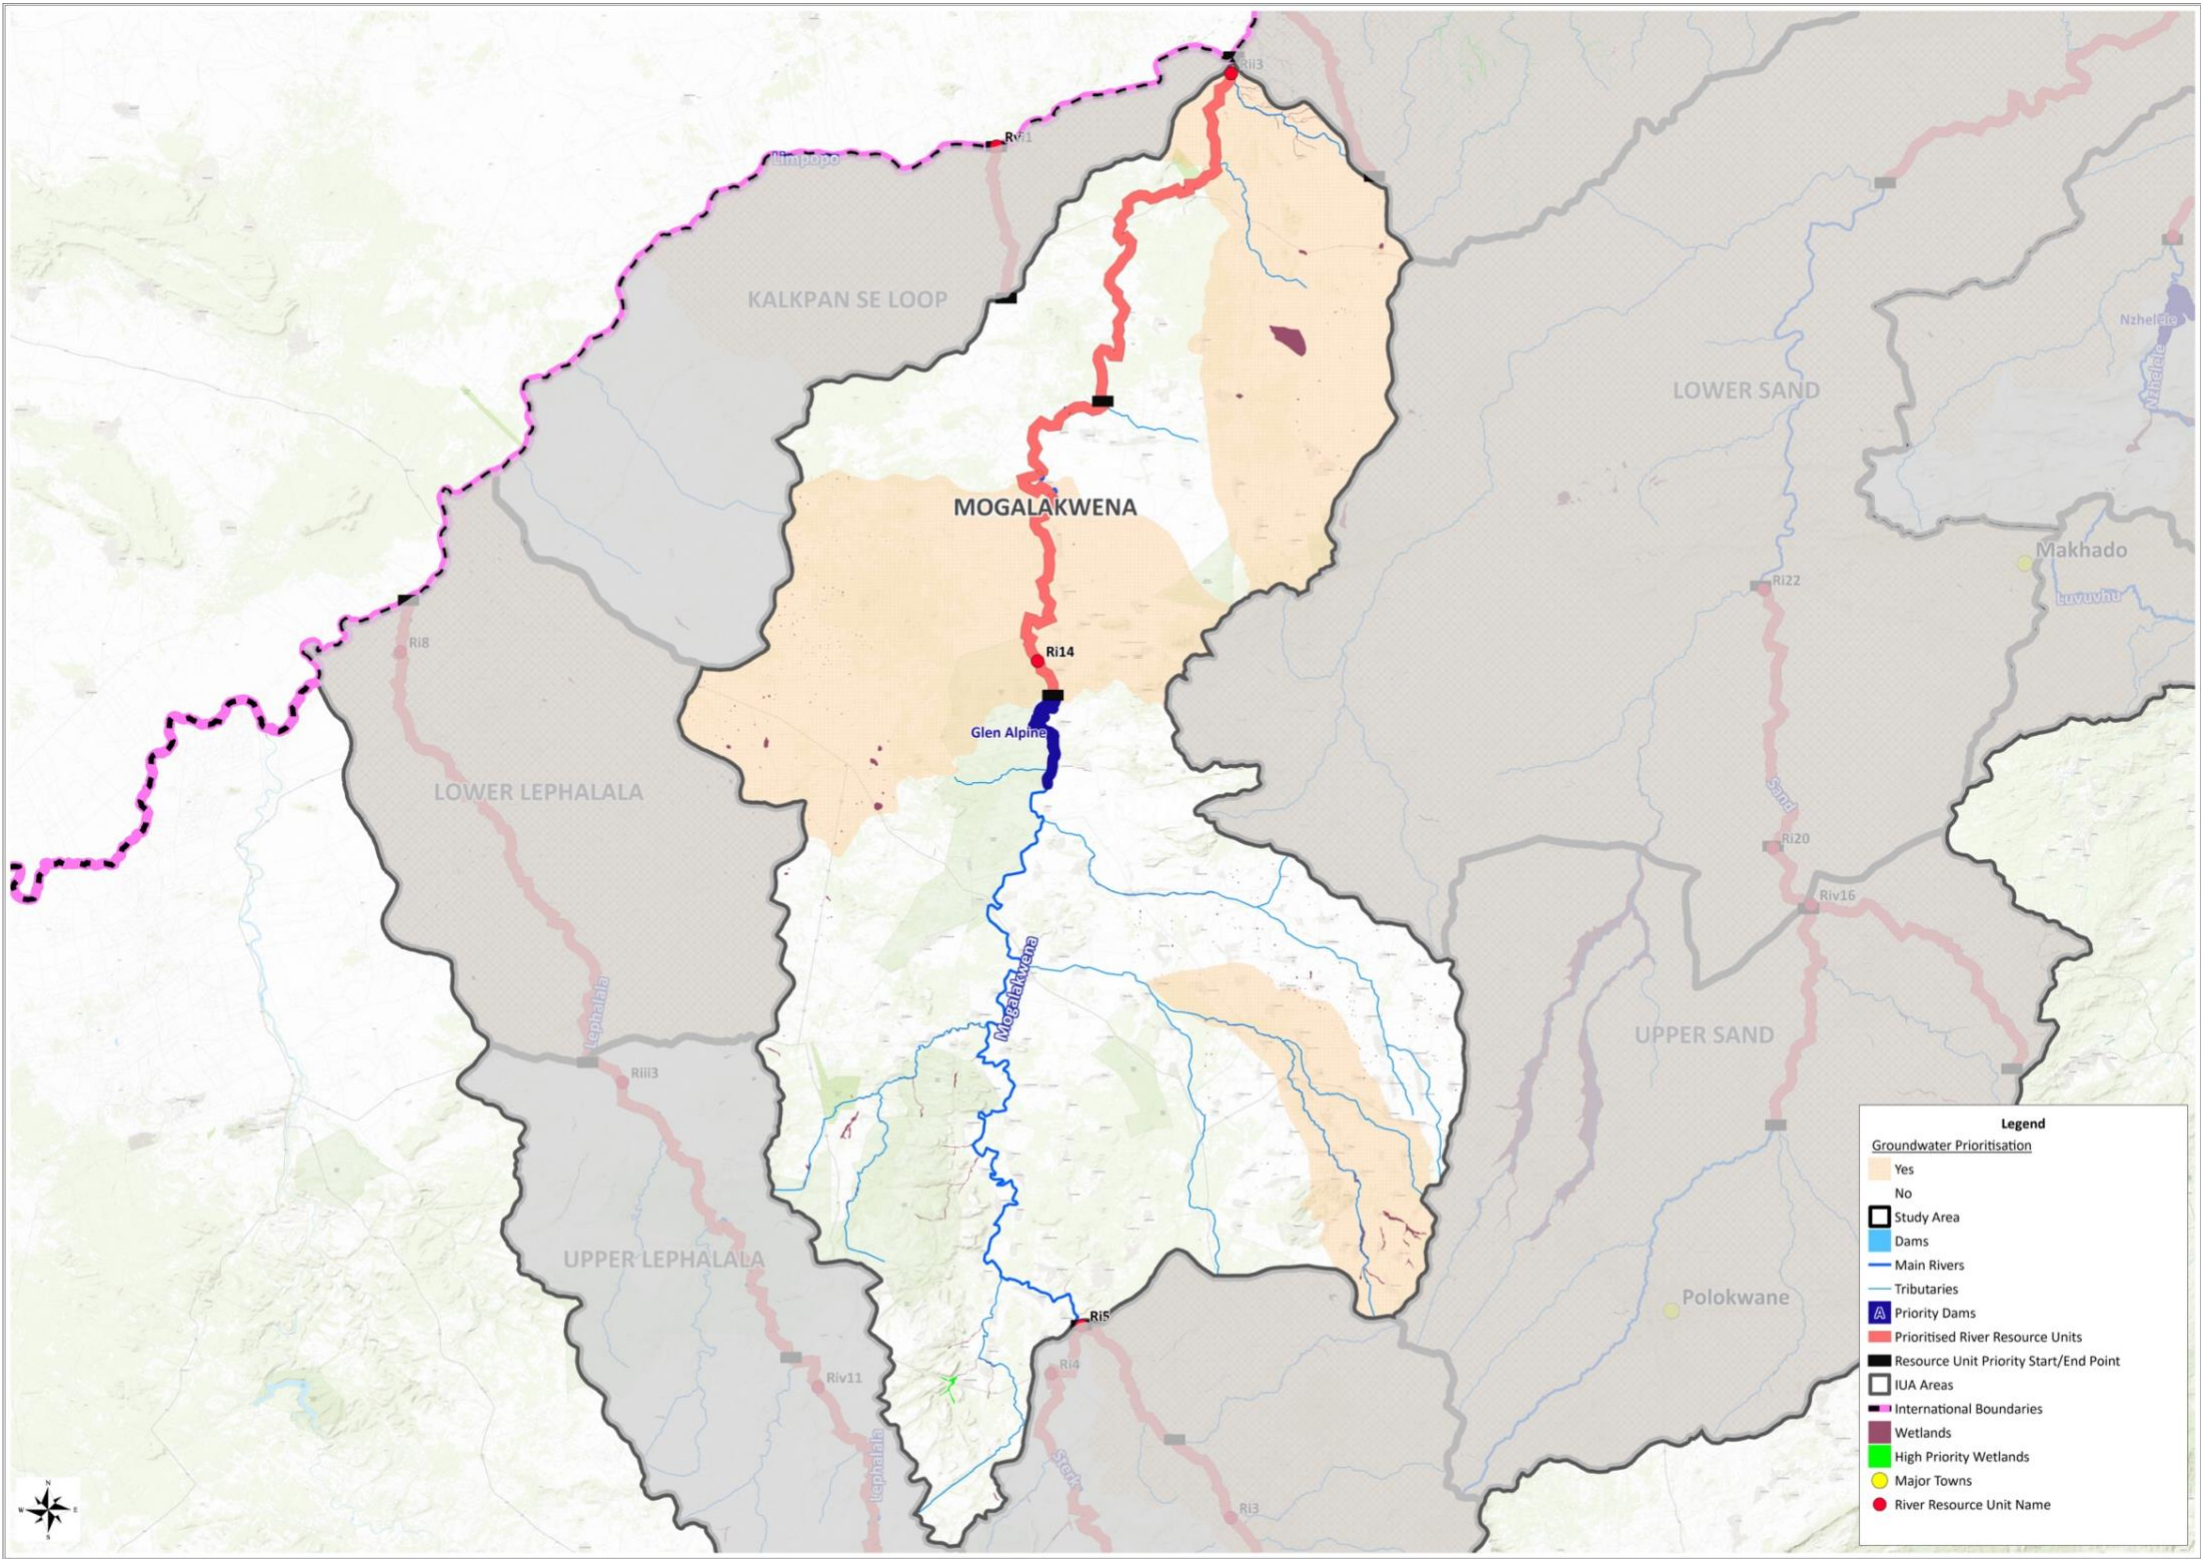 Rii3
Rvi1
Limpopo
KALKPAN SE LOOP
Nzhelele
Nzhelele
LOWER SAND
MOGALAKWENA
Makhado
Ri22
Luvuvhu
Ri8
Ri14
Glen Alpine
LOWER LEPHALALA
Sand
Ri20
Riv16
Mogalakwena
Lephalala
UPPER SAND
Riii3
UPPER LEPHALALA
Polokwane
Ri5
Ri4
Riv11
Lephalala
Sterk
Ri3
N
W E
S
Legend
Groundwater Prioritisation
Yes
No
Study Area
Dams
Main Rivers
Tributaries
A Priority Dams
Prioritised River Resource Units
Resource Unit Priority Start/End Point
IUA Areas
International Boundaries
Wetlands
High Priority Wetlands
Major Towns
River Resource Unit Name